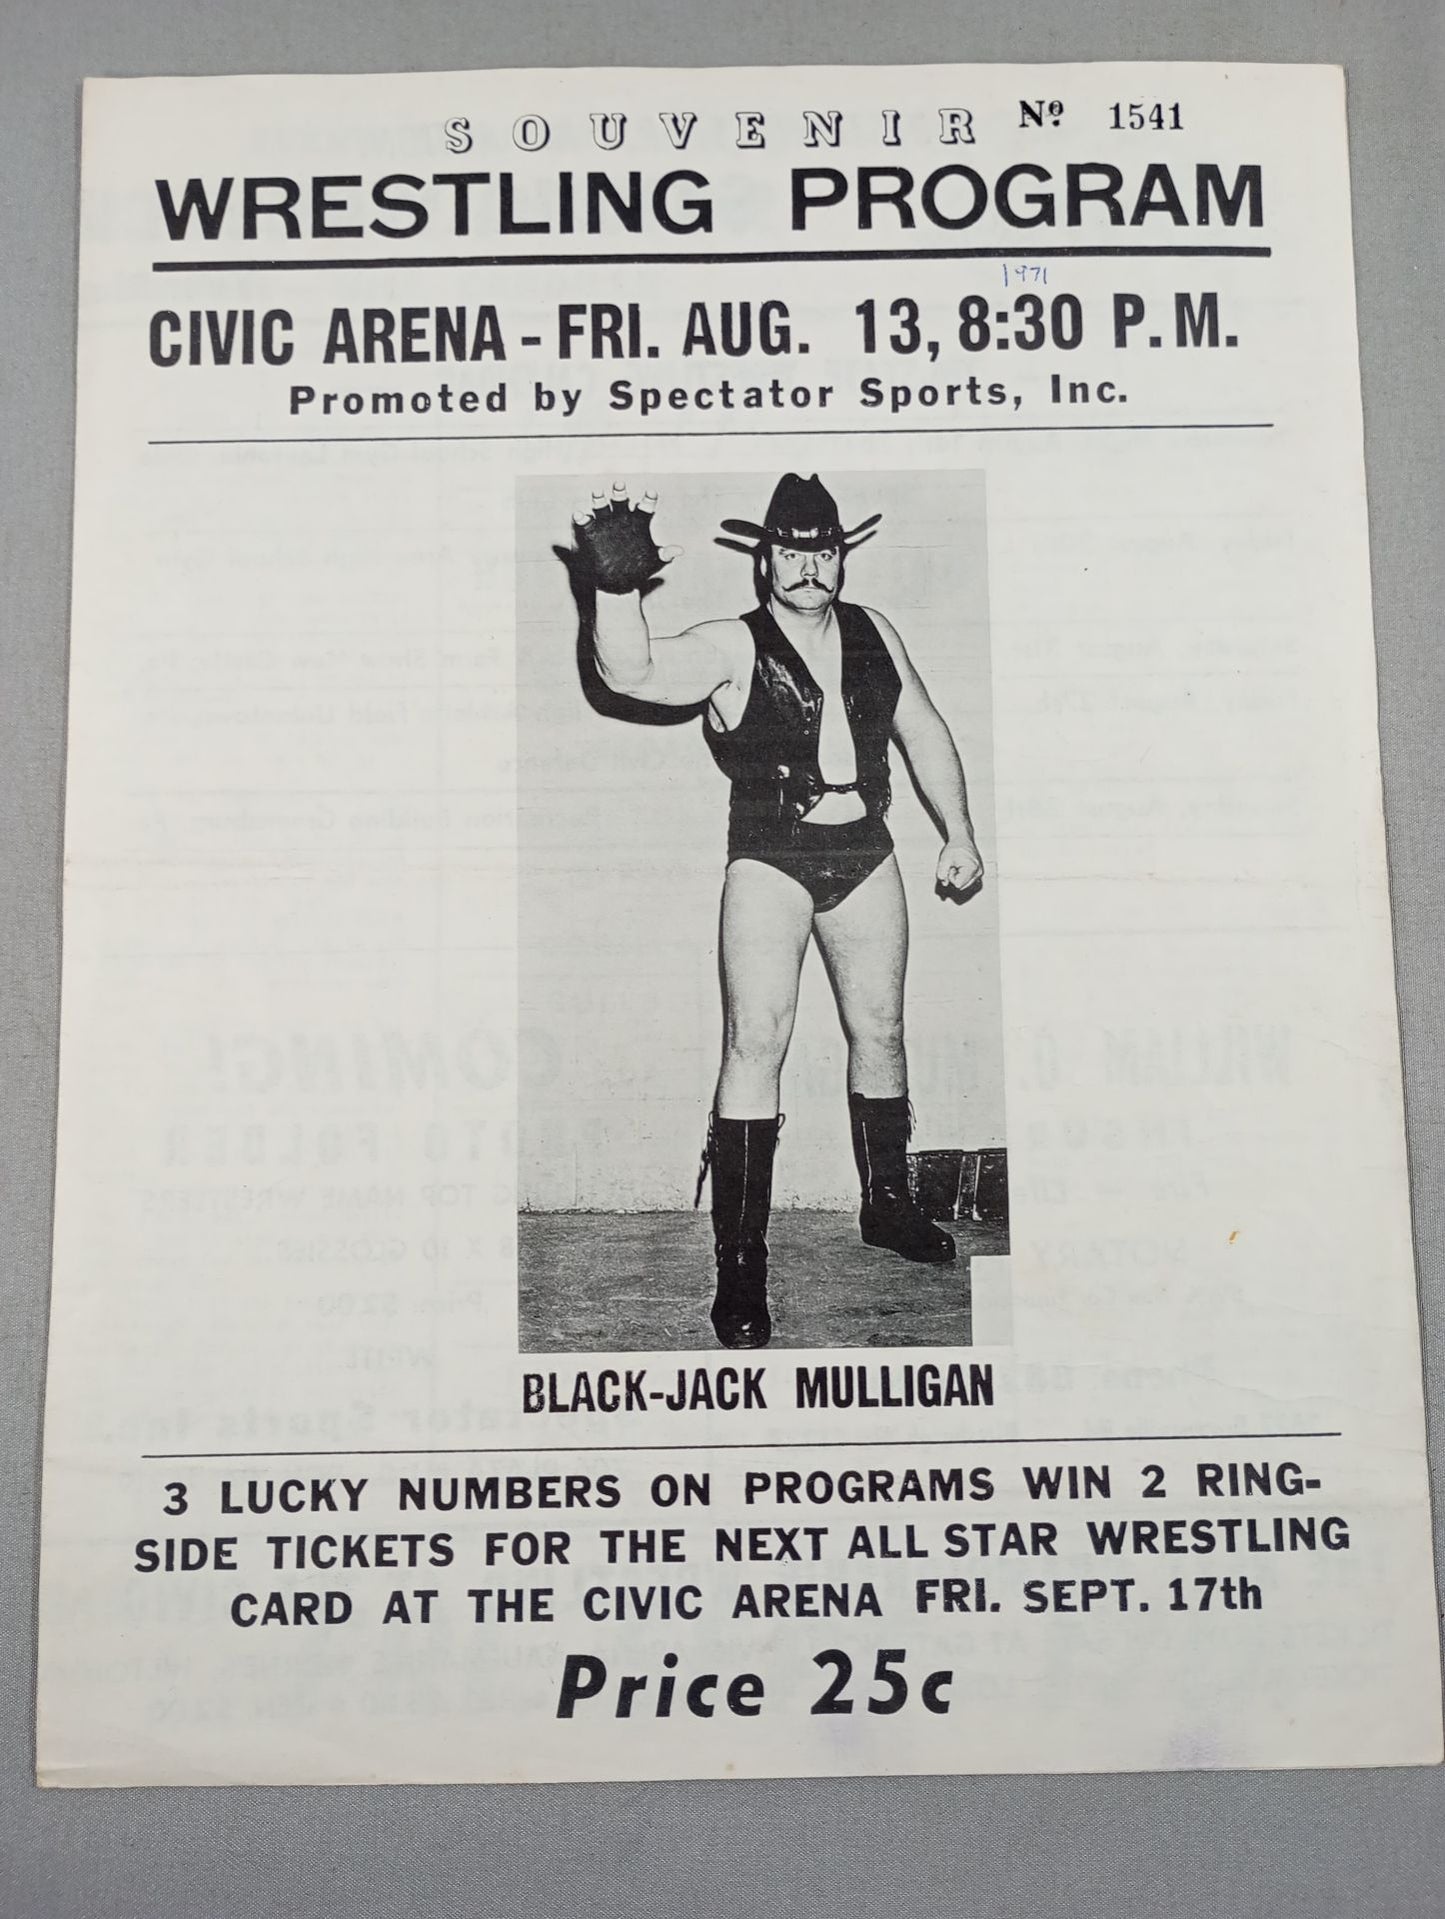 SOUVENIR Nº 1541
WRESTLING PROGRAM
1971
CIVIC ARENA - FRI. AUG. 13, 8:30 P.M.
Promoted by Spectator Sports, Inc.
BLACK-JACK MULLIGAN
3 LUCKY NUMBERS ON PROGRAMS WIN 2 RING-
SIDE TICKETS FOR THE NEXT ALL STAR WRESTLING
CARD AT THE CIVIC ARENA FRI. SEPT. 17th
Price 25c